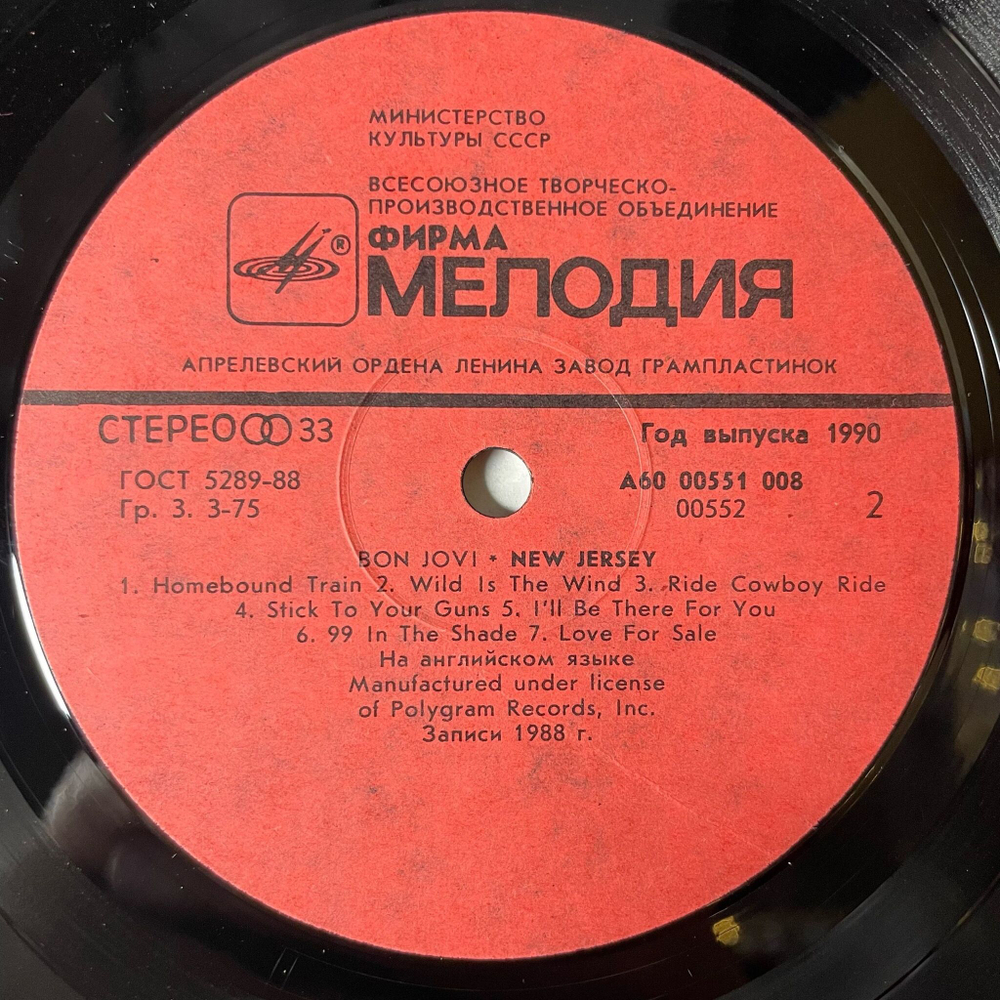 МИНИСТЕРСТВО
КУЛЬТУРЫ СССР
ВСЕСОЮЗНОЕ ТВОРЧЕСКО-
ПРОИЗВОДСТВЕННОЕ ОБЪЕДИНЕНИЕ
®
ФИРМА
МЕЛОДИЯ
АПРЕЛЕВСКИЙ ОРДЕНА ЛЕНИНА ЗАВОД ГРАМПЛАСТИНОК
СТЕРЕО 33
Год выпуска 1990
ГОСТ 5289-88
Гр. 3. 3-75
А60 00551 008
00552
2
BON JOVI * NEW JERSEY
1. Homebound Train 2. Wild Is The Wind 3. Ride Cowboy Ride
4. Stick To Your Guns 5. I'll Be There For You
6. 99 In The Shade 7. Love For Sale
На английском языке
Manufactured under license
of Polygram Records, Inc.
Записи 1988 г.